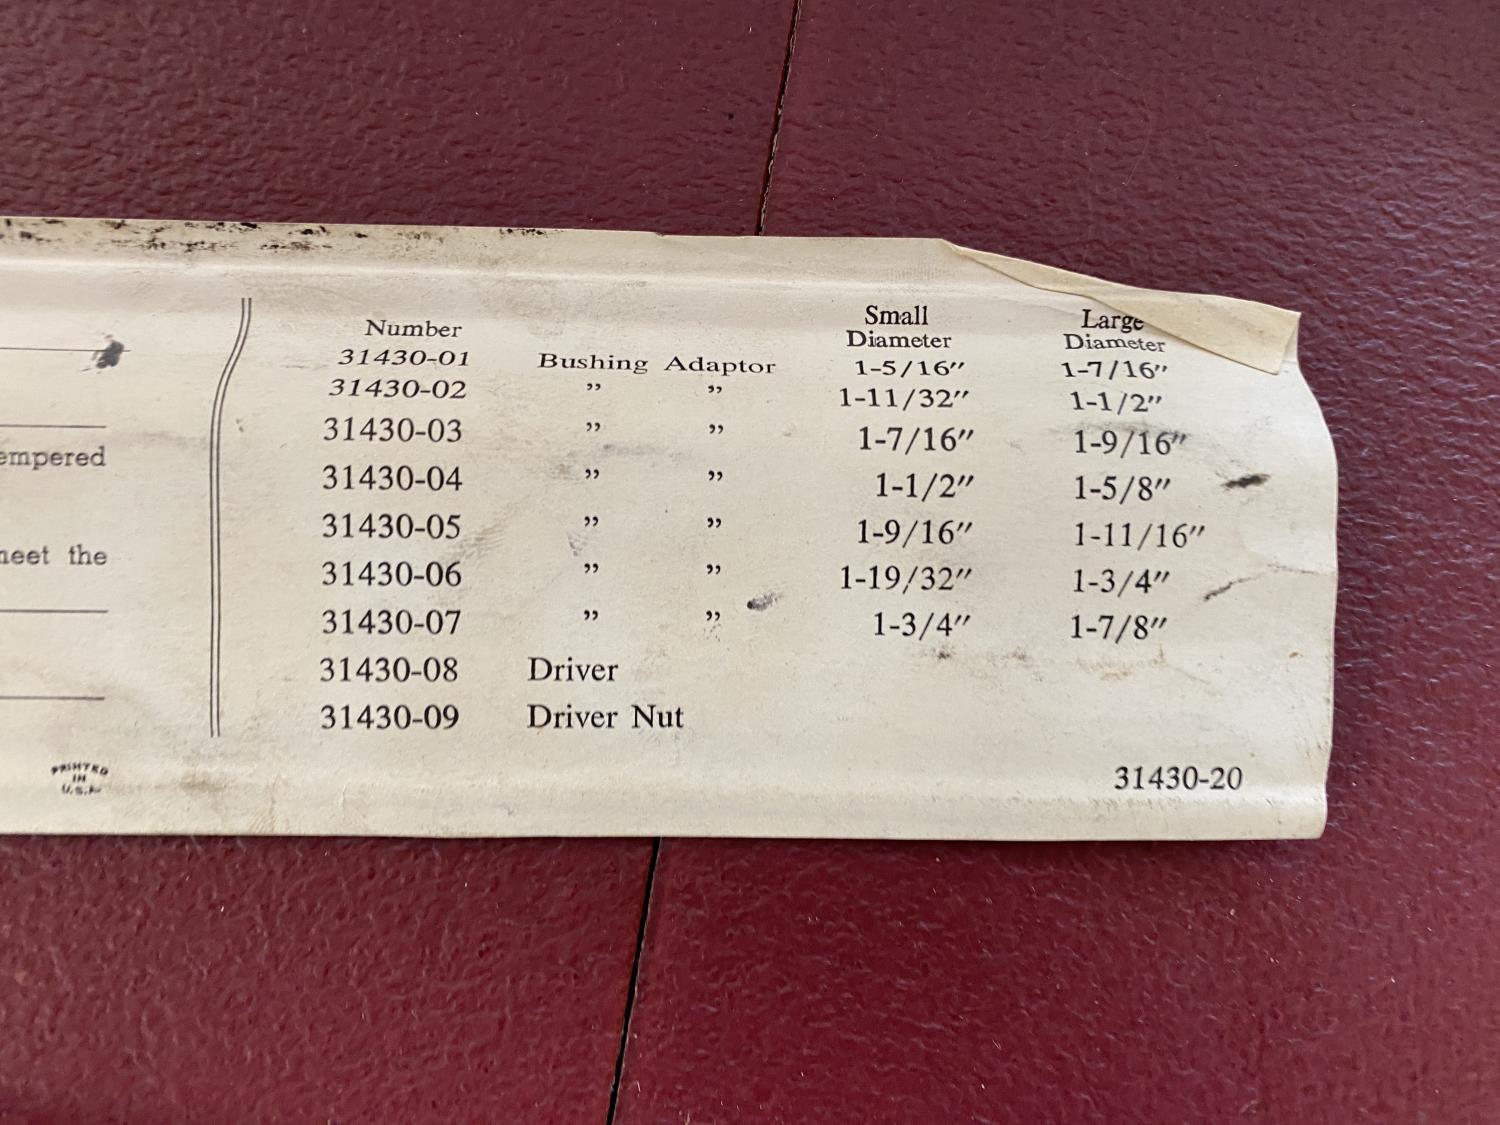 empered
meet the
PRINTED
IN
U.S.A.
Number Small Diameter Large Diameter
31430-01 Bushing Adaptor 1-5/16″ 1-7/16″
31430-02 ” ” 1-11/32″ 1-1/2″
31430-03 ” ” 1-7/16″ 1-9/16″
31430-04 ” ” 1-1/2″ 1-5/8″
31430-05 ” ” 1-9/16″ 1-11/16″
31430-06 ” ” 1-19/32″ 1-3/4″
31430-07 ” ” 1-3/4″ 1-7/8″
31430-08 Driver
31430-09 Driver Nut
31430-20